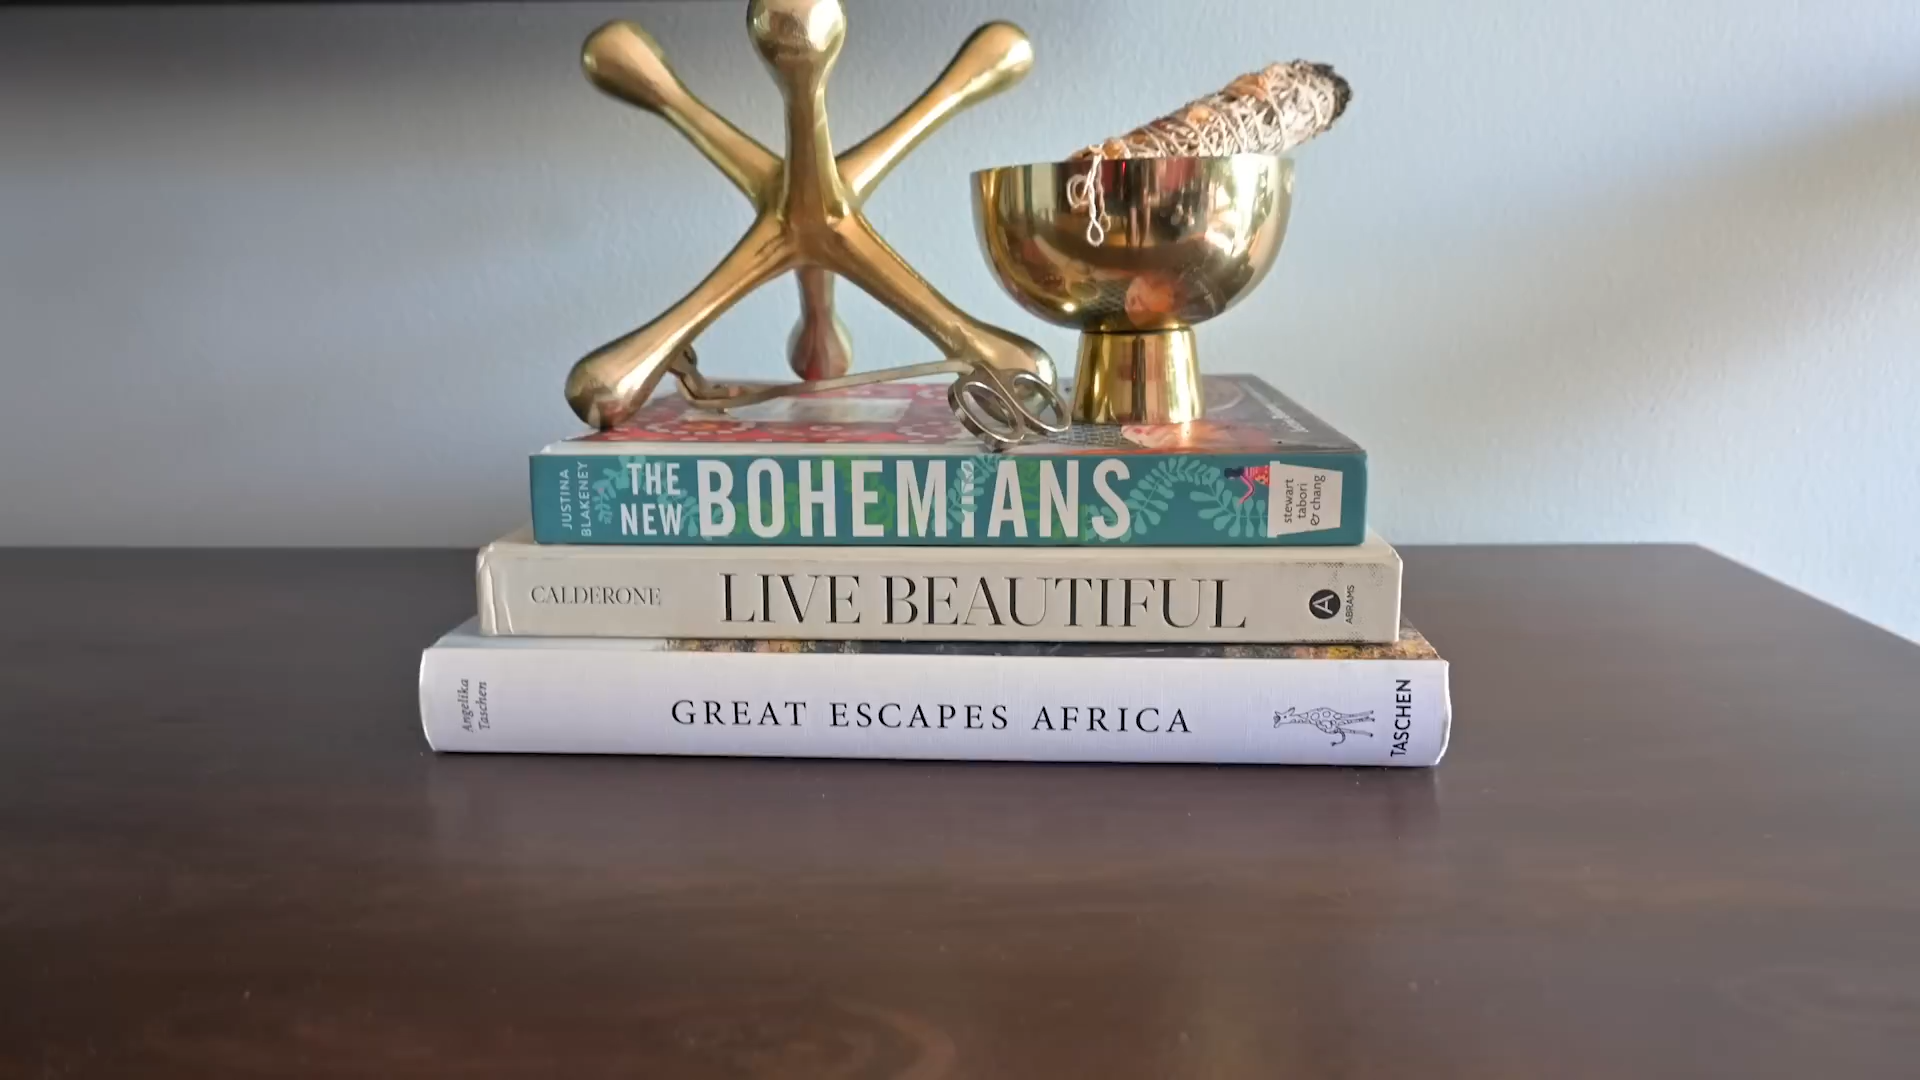 JUSTINA
BLAKENEY
THE
NEW
BOHEMIANS
stewart
tabori
& chang
CALDERONE
LIVE BEAUTIFUL
A
ABRAMS
Angelika
Taschen
GREAT ESCAPES AFRICA
TASCHEN